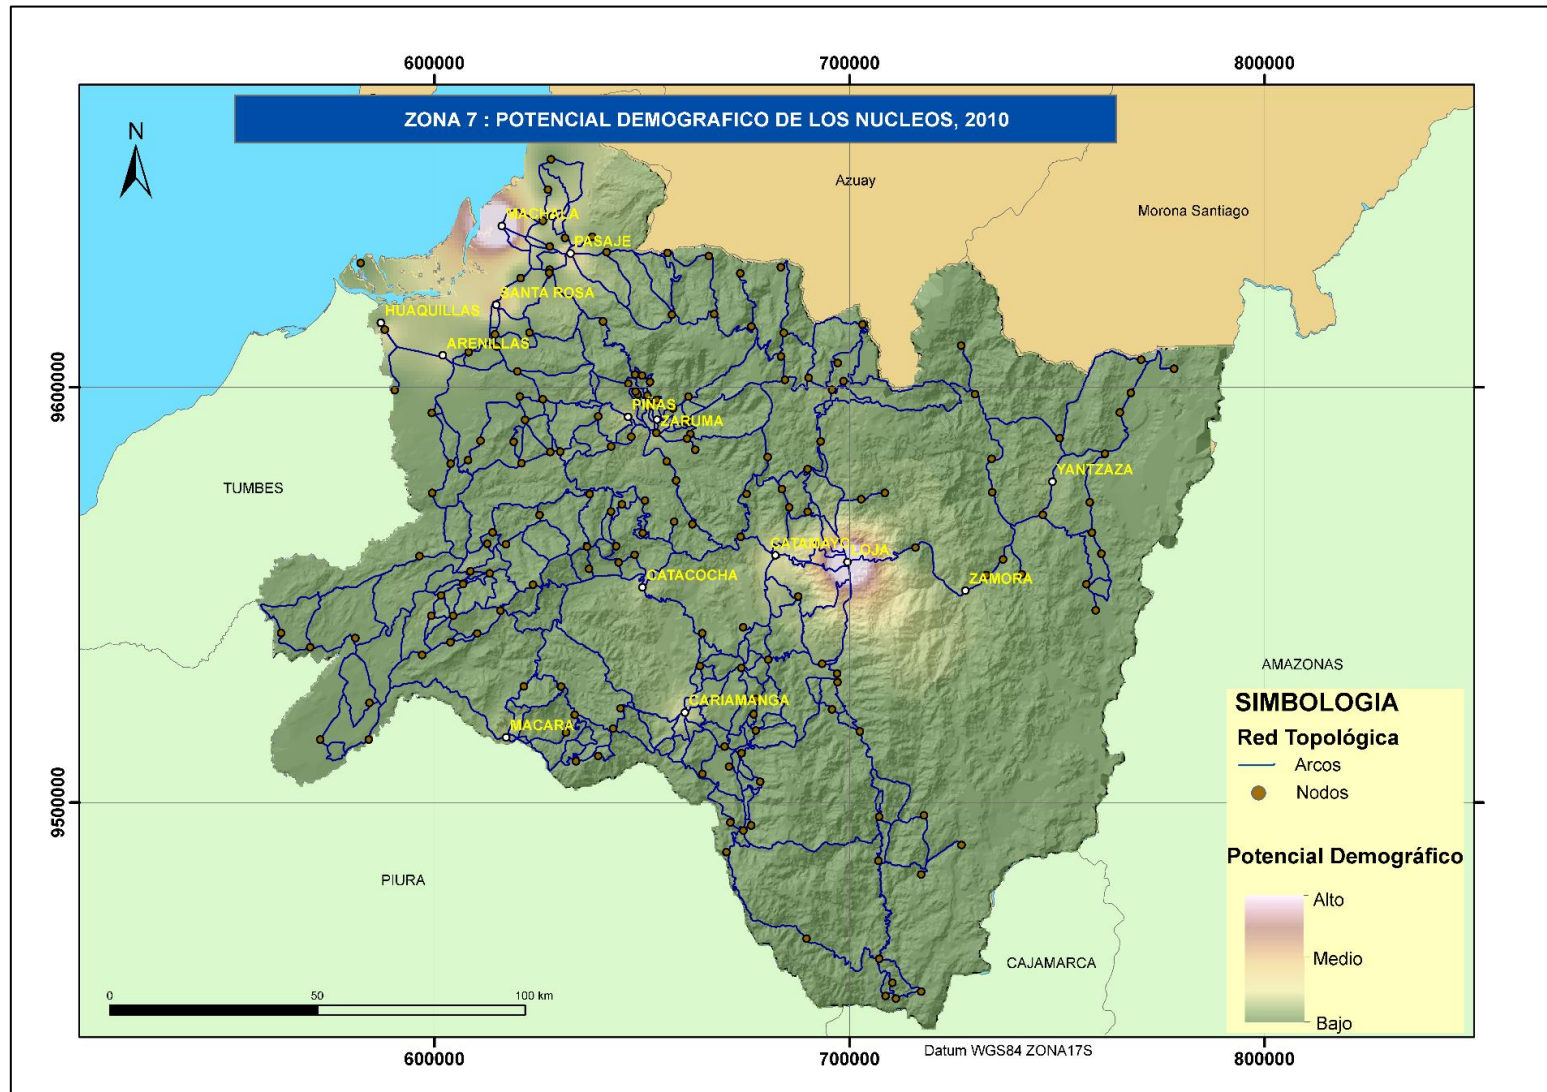 600000
700000
800000
ZONA 7 : POTENCIAL DEMOGRAFICO DE LOS NUCLEOS, 2010
N
Azuay
Morona Santiago
MACHALA
PASAJE
SANTA ROSA
HUAQUILLAS
ARENILLAS
9600000
9600000
PIÑAS
ZARUMA
YANTZAZA
TUMBES
CATAMAYO
LOJA
CATACOCHA
ZAMORA
AMAZONAS
CARIAMANGA
MACARA
SIMBOLOGIA
Red Topológica
Arcos
Nodos
9500000
9500000
Potencial Demográfico
PIURA
Alto
Medio
CAJAMARCA
Bajo
0 50 100 km
Datum WGS84 ZONA17S
600000
700000
800000